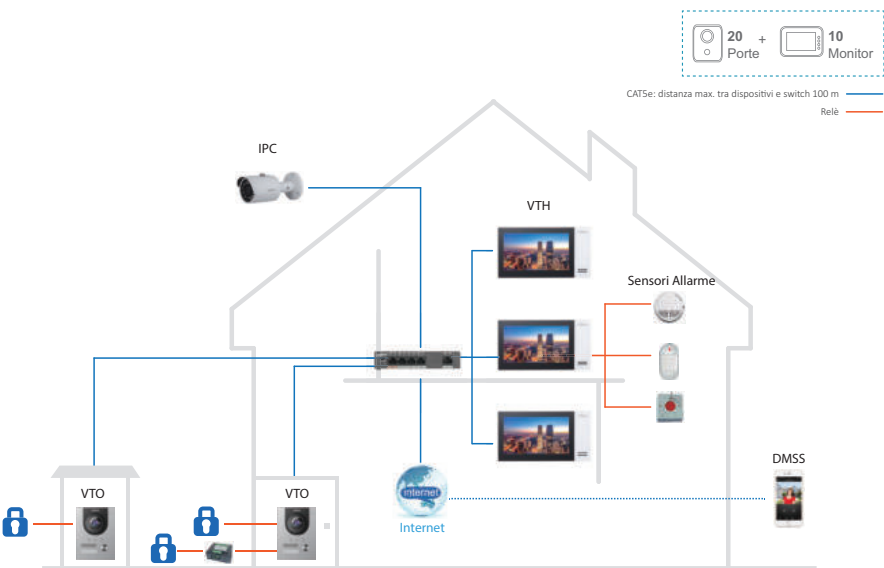 20
Porte
+
10
Monitor
CAT5e: distanza max. tra dispositivi e switch 100 m
Relè
IPC
VTH
Sensori Allarme
DMSS
VTO
VTO
internet
Internet